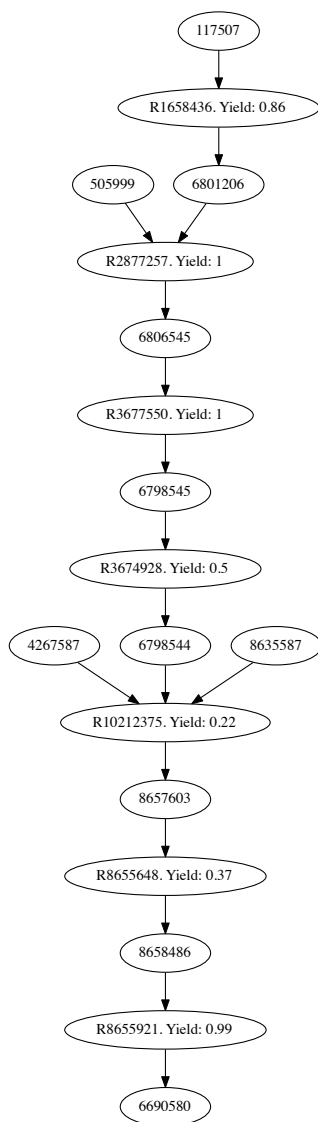 117507
R1658436. Yield: 0.86
505999
6801206
R2877257. Yield: 1
6806545
R3677550. Yield: 1
6798545
R3674928. Yield: 0.5
4267587
6798544
8635587
R10212375. Yield: 0.22
8657603
R8655648. Yield: 0.37
8658486
R8655921. Yield: 0.99
6690580